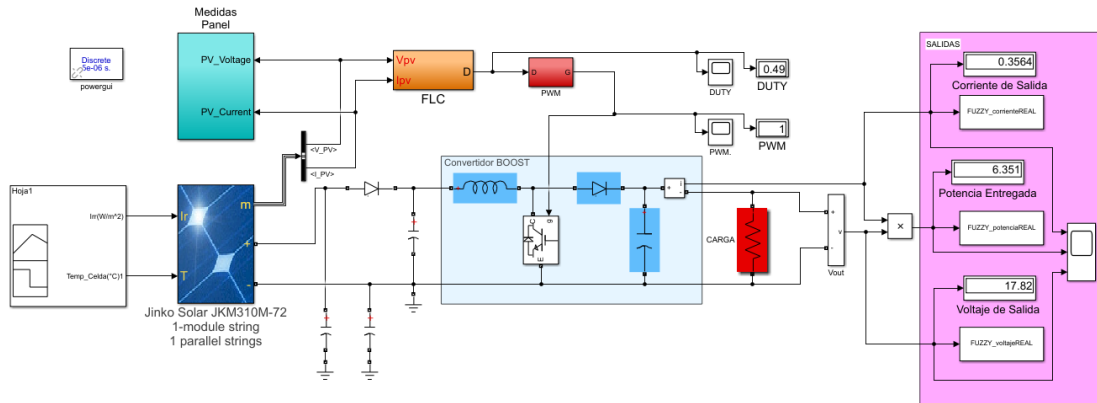 Medidas
Panel
PV_Voltage
PV_Current
Discrete
5e-06 s.
powergui
Vpv
Ipv
D
FLC
D
G
PWM
DUTY
0.49
DUTY
PWM.
1
PWM
<V_PV>
<I_PV>
Hoja1
Irr(W/m^2)
Temp_Celda(°C)1
Ir
T
m
+
-
Jinko Solar JKM310M-72
1-module string
1 parallel strings
Convertidor BOOST
+
+
+
+
+
g
C
E
+
i
-
CARGA
+
v
-
Vout
×
SALIDAS
0.3564
Corriente de Salida
FUZZY_corrienteREAL
6.351
Potencia Entregada
FUZZY_potenciaREAL
17.82
Voltaje de Salida
FUZZY_voltajeREAL